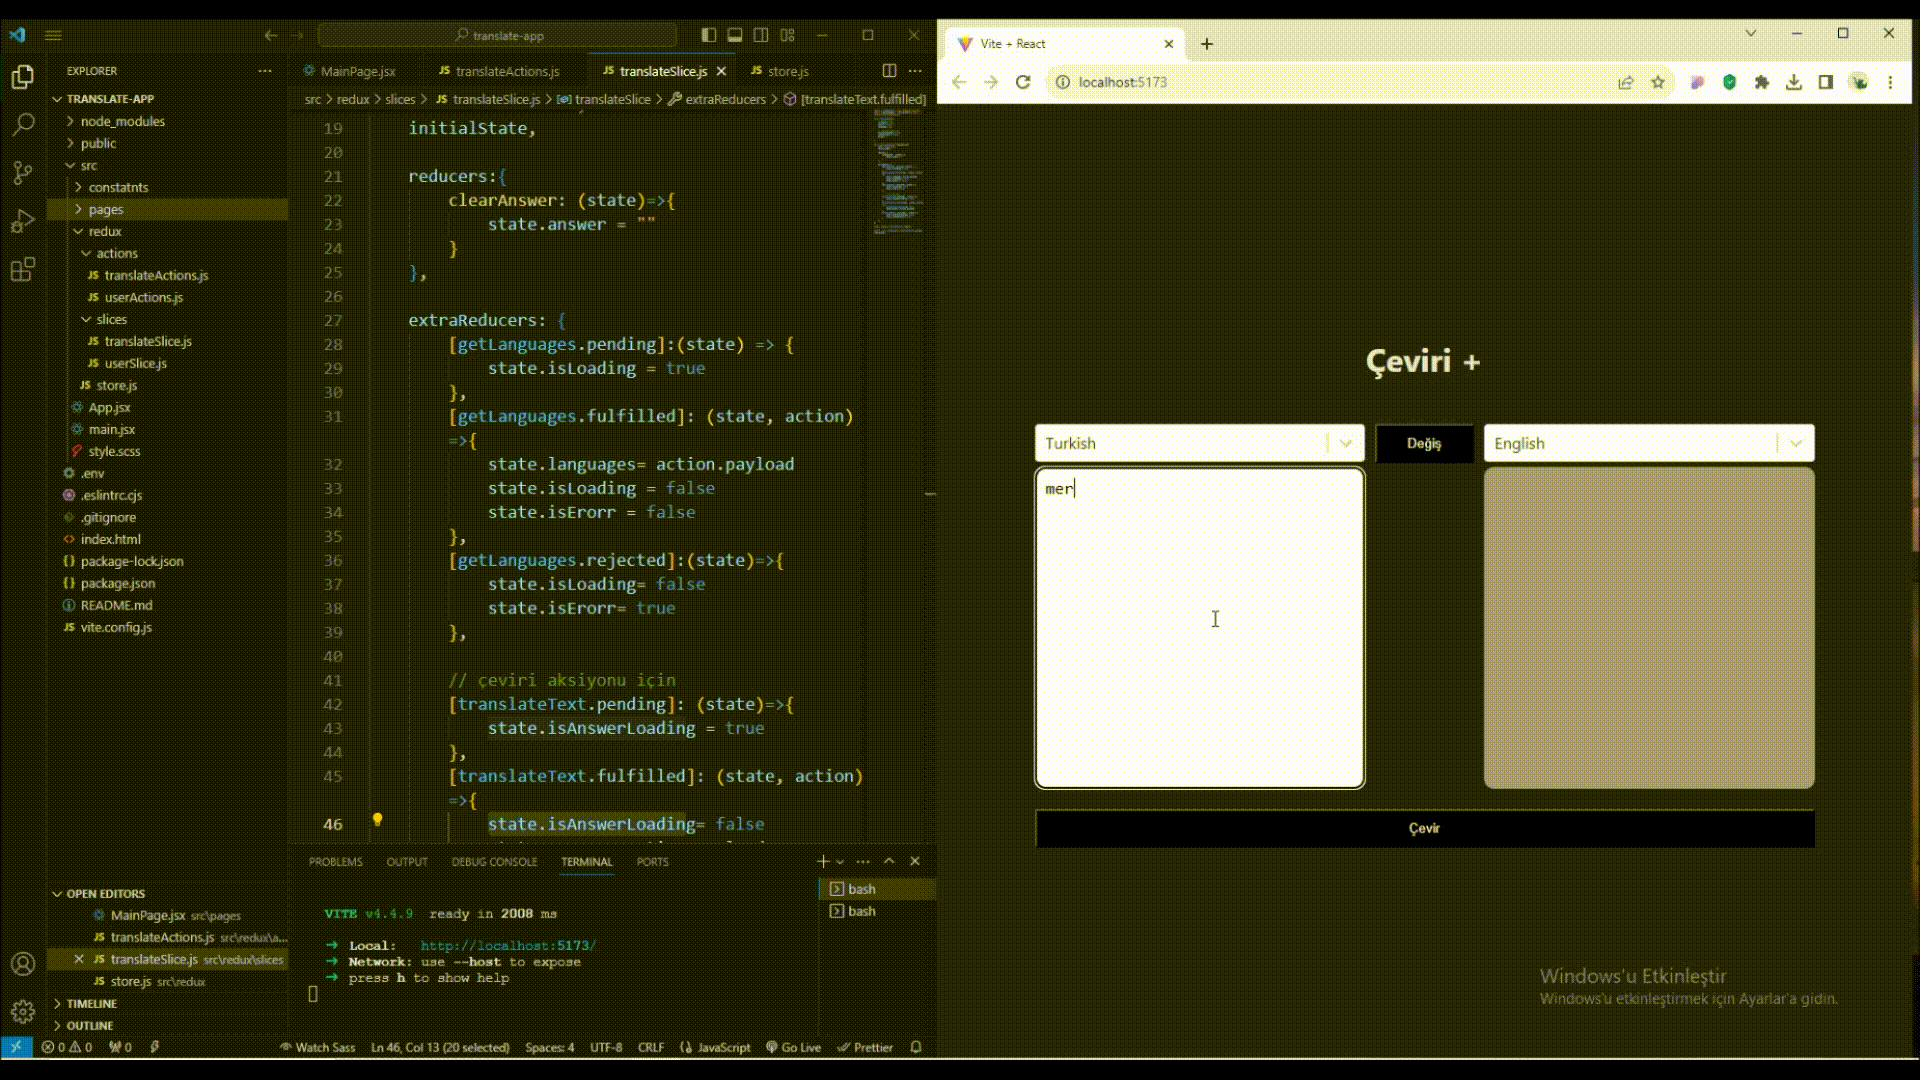 translate-app
EXPLORER
TRANSLATE-APP
node_modules
public
src
constatnts
pages
redux
actions
translateActions.js
userActions.js
slices
translateSlice.js
userSlice.js
store.js
App.jsx
main.jsx
style.scss
.env
.eslintrc.cjs
.gitignore
index.html
package-lock.json
package.json
README.md
vite.config.js
OPEN EDITORS
MainPage.jsx src\pages
translateActions.js src\redux\a...
translateSlice.js src\redux\slices
store.js src\redux
TIMELINE
OUTLINE
MainPage.jsx translateActions.js translateSlice.js store.js
src > redux > slices > translateSlice.js > translateSlice > extraReducers > [translateText.fulfilled]
19 initialState,
20
21 reducers:{
22 clearAnswer: (state)=>{
23 state.answer = ""
24 }
25 },
26
27 extraReducers: {
28 [getLanguages.pending]:(state) => {
29 state.isLoading = true
30 },
31 [getLanguages.fulfilled]: (state, action)
=>{
32 state.languages= action.payload
33 state.isLoading = false
34 state.isErorr = false
35 },
36 [getLanguages.rejected]:(state)=>{
37 state.isLoading= false
38 state.isErorr= true
39 },
40
41 // çeviri aksiyonu için
42 [translateText.pending]: (state)=>{
43 state.isAnswerLoading = true
44 },
45 [translateText.fulfilled]: (state, action)
=>{
46 state.isAnswerLoading= false
PROBLEMS OUTPUT DEBUG CONSOLE TERMINAL PORTS
bash
bash
VITE v4.4.9 ready in 2008 ms
➜ Local: http://localhost:5173/
➜ Network: use --host to expose
➜ press h to show help
0 0 0 Watch Sass Ln 46, Col 13 (20 selected) Spaces: 4 UTF-8 CRLF JavaScript Go Live Prettier
Vite + React
localhost:5173
Çeviri +
Turkish Değiş English
mer
Çevir
Windows'u Etkinleştir
Windows'u etkinleştirmek için Ayarlar'a gidin.